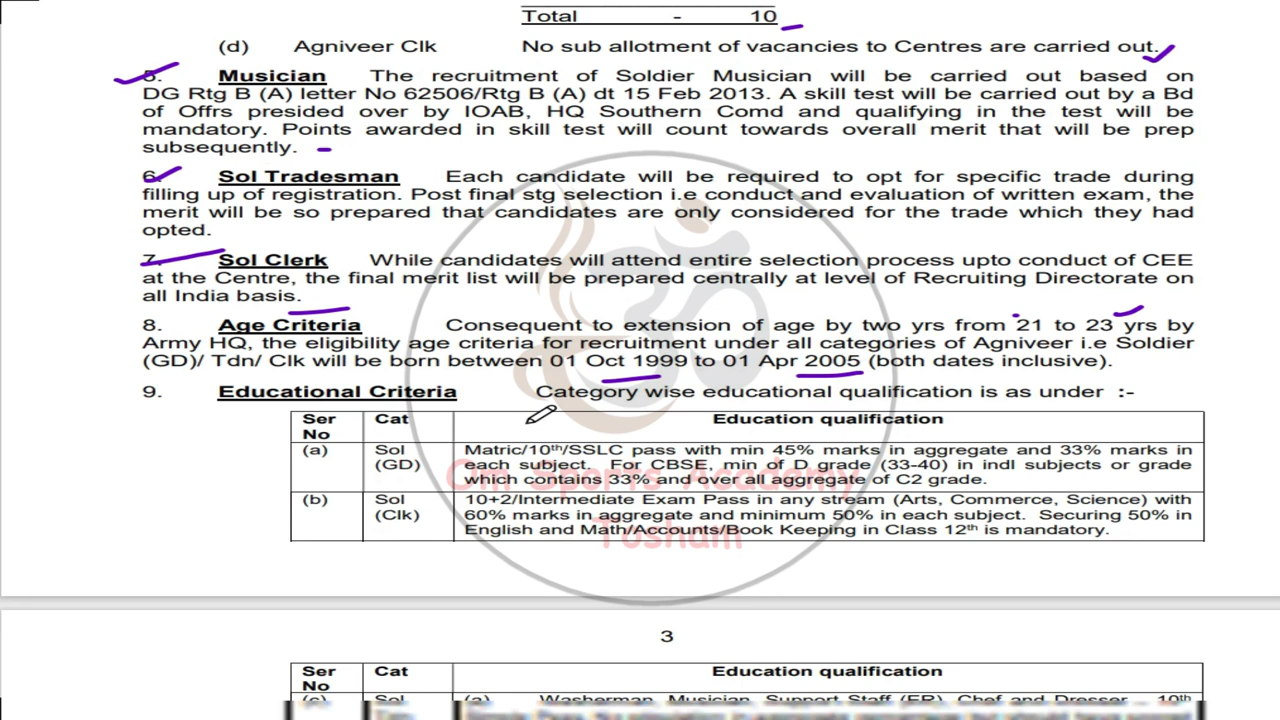 Total - 10
(d) Agniveer Clk No sub allotment of vacancies to Centres are carried out.
5. Musician The recruitment of Soldier Musician will be carried out based on
DG Rtg B (A) letter No 62506/Rtg B (A) dt 15 Feb 2013. A skill test will be carried out by a Bd
of Offrs presided over by IOAB, HQ Southern Comd and qualifying in the test will be
mandatory. Points awarded in skill test will count towards overall merit that will be prep
subsequently.
6. Sol Tradesman Each candidate will be required to opt for specific trade during
filling up of registration. Post final stg selection i.e conduct and evaluation of written exam, the
merit will be so prepared that candidates are only considered for the trade which they had
opted.
7. Sol Clerk While candidates will attend entire selection process upto conduct of CEE
at the Centre, the final merit list will be prepared centrally at level of Recruiting Directorate on
all India basis.
8. Age Criteria Consequent to extension of age by two yrs from 21 to 23 yrs by
Army HQ, the eligibility age criteria for recruitment under all categories of Agniveer i.e Soldier
(GD)/ Tdn/ Clk will be born between 01 Oct 1999 to 01 Apr 2005 (both dates inclusive).
9. Educational Criteria Category wise educational qualification is as under :-
Ser No Cat Education qualification
(a) Sol (GD) Matric/10th/SSLC pass with min 45% marks in aggregate and 33% marks in
each subject. For CBSE, min of D grade (33-40) in indl subjects or grade
which contains 33% and over all aggregate of C2 grade.
(b) Sol (Clk) 10+2/Intermediate Exam Pass in any stream (Arts, Commerce, Science) with
60% marks in aggregate and minimum 50% in each subject. Securing 50% in
English and Math/Accounts/Book Keeping in Class 12th is mandatory.
Om Sports Academy
Tosham
3
Ser No Cat Education qualification
(c) Sol (a) Washerman, Musician, Support Staff (ER), Chef and Dresser - 10th